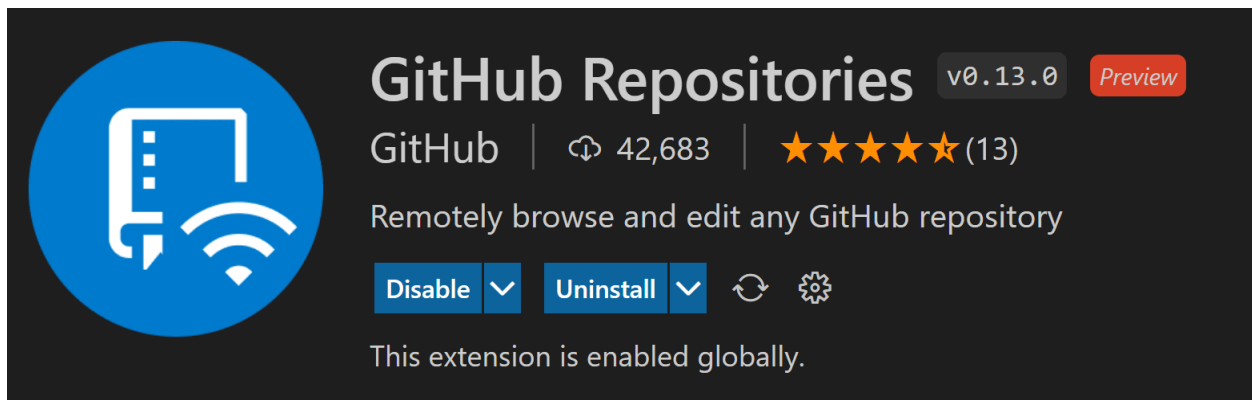 GitHub Repositories v0.13.0 Preview
GitHub 42,683 (13)
Remotely browse and edit any GitHub repository
Disable Uninstall
This extension is enabled globally.